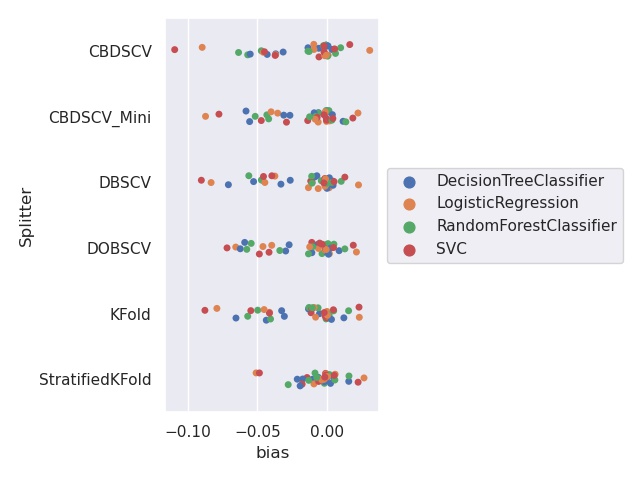 CBDSCV
CBDSCV_Mini
DBSCV
DOBSCV
KFold
StratifiedKFold
Splitter
−0.10
−0.05
0.00
bias
DecisionTreeClassifier
LogisticRegression
RandomForestClassifier
SVC